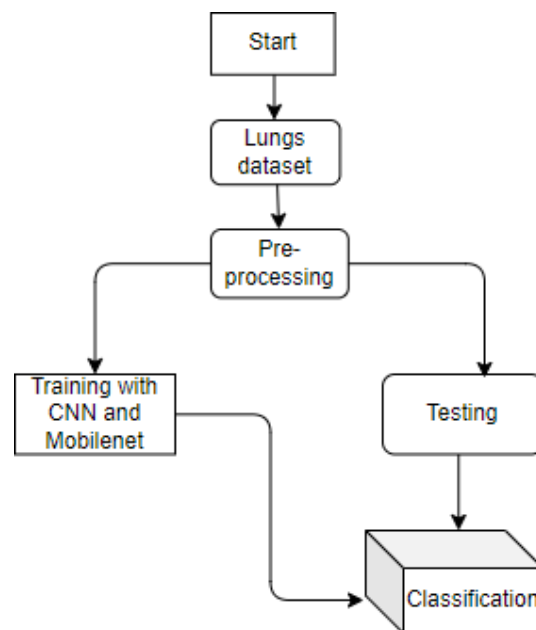 Start
Lungs
dataset
Pre-
processing
Training with
CNN and
Mobilenet
Testing
Classification